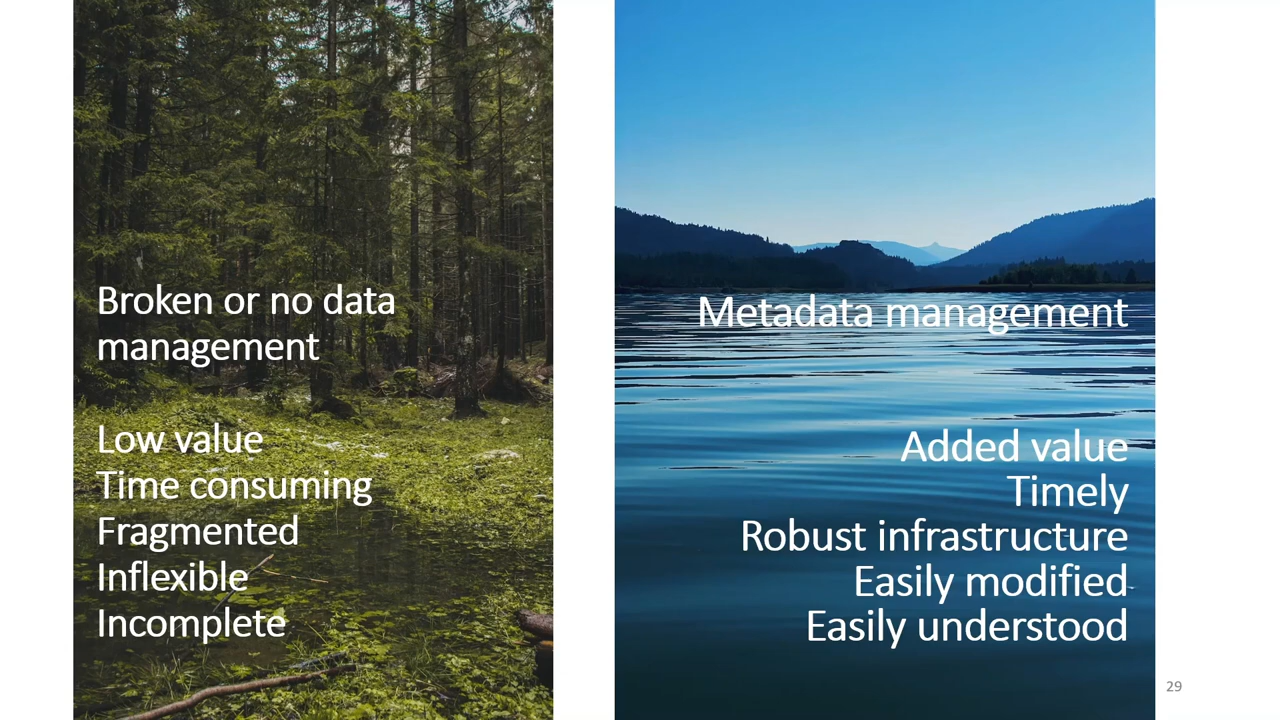 Broken or no data
management
Low value
Time consuming
Fragmented
Inflexible
Incomplete
Metadata management
Added value
Timely
Robust infrastructure
Easily modified
Easily understood
29